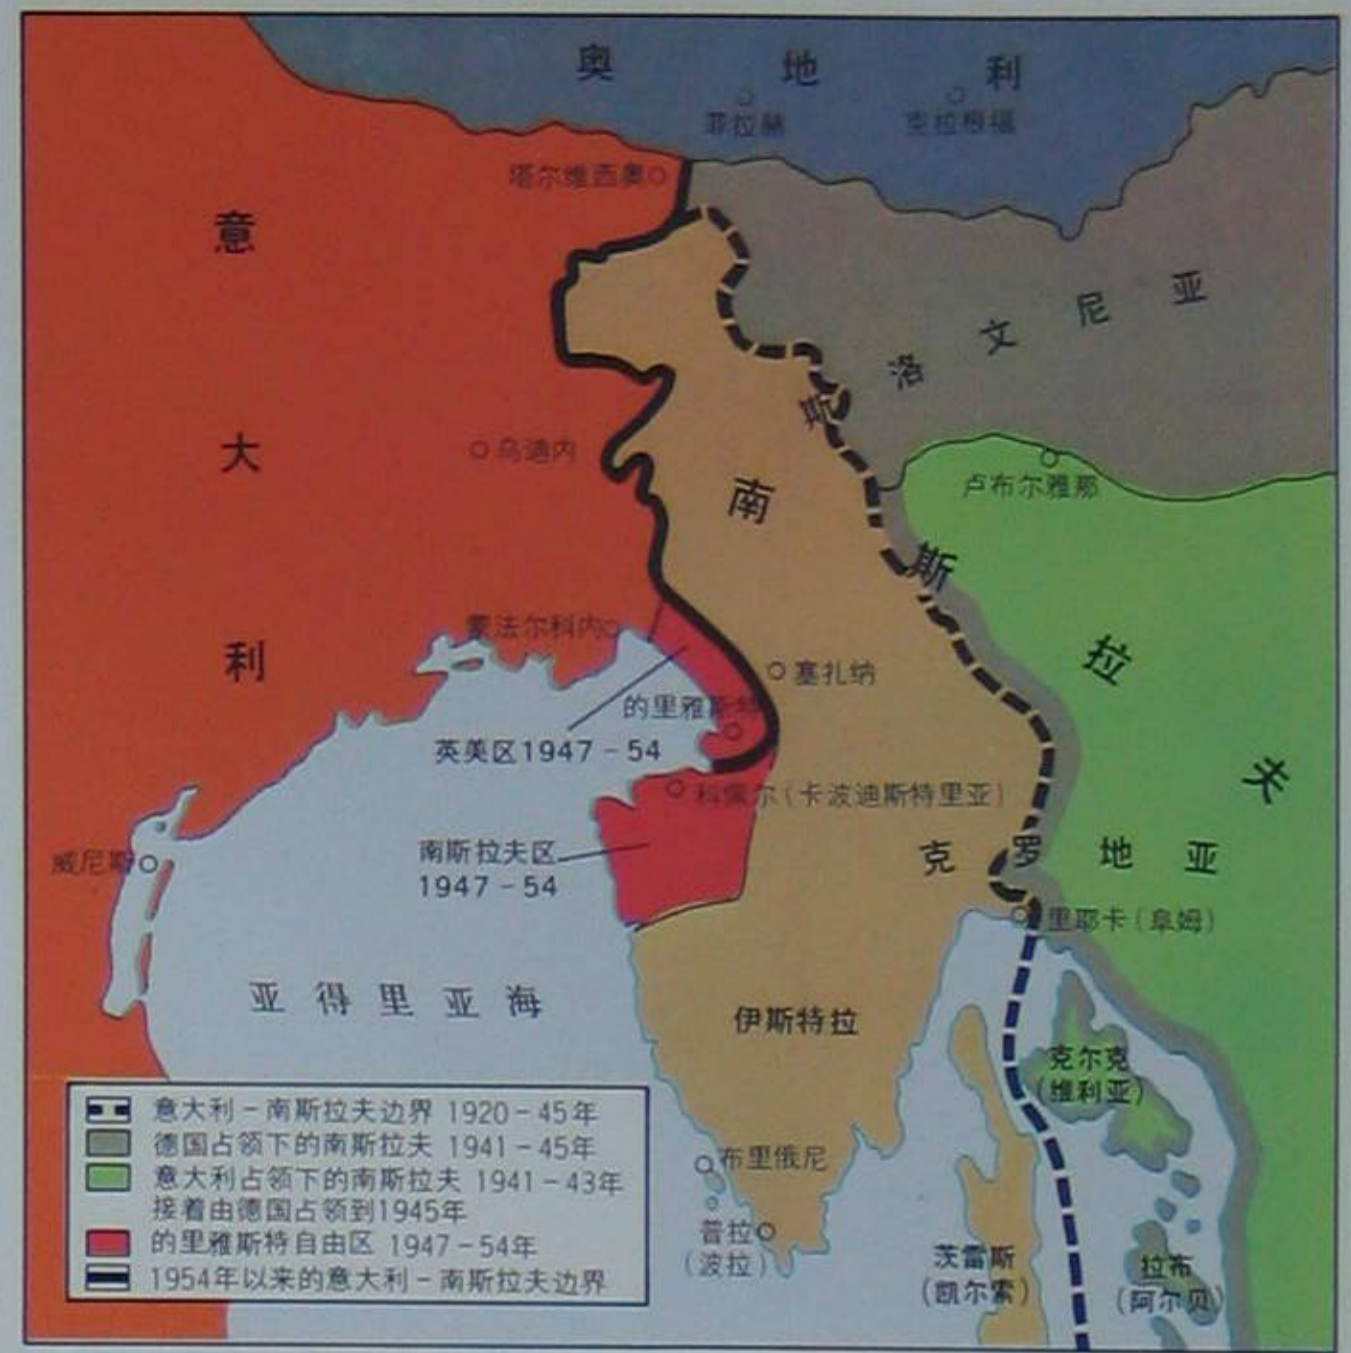 奥地利
菲拉赫
克拉根福
塔尔维西奥
意大利
斯洛文尼亚
乌迪内
卢布尔雅那
南斯拉夫
蒙法尔科内
塞扎纳
的里雅斯特
英美区1947-54
科佩尔(卡波迪斯特里亚)
南斯拉夫区
1947-54
克罗地亚
威尼斯
里耶卡(阜姆)
亚得里亚海
伊斯特拉
克尔克
(维利亚)
布里俄尼
普拉
(波拉)
茨雷斯
(凯尔索)
拉布
(阿尔贝)
意大利-南斯拉夫边界 1920-45年
德国占领下的南斯拉夫 1941-45年
意大利占领下的南斯拉夫 1941-43年
接着由德国占领到1945年
的里雅斯特自由区 1947-54年
1954年以来的意大利-南斯拉夫边界